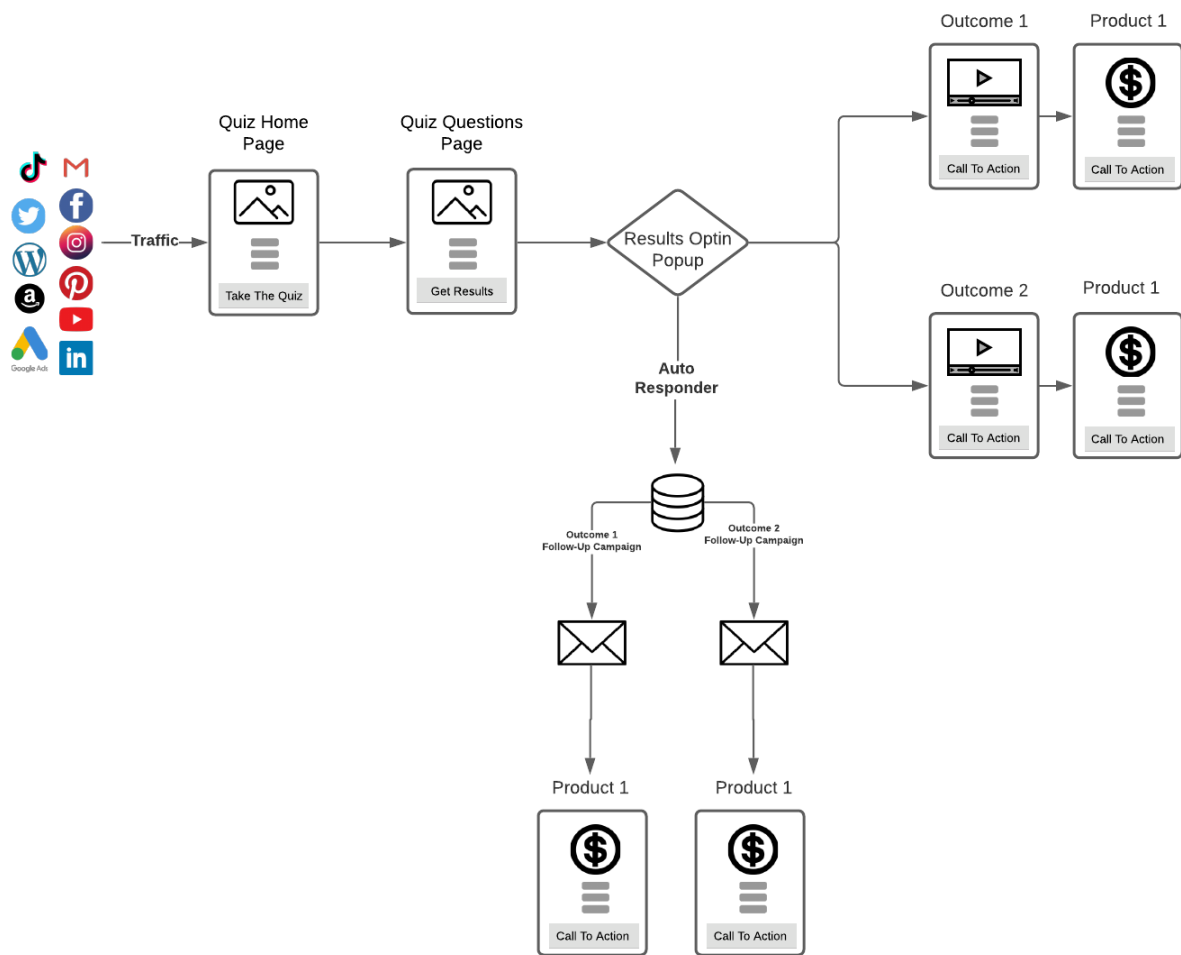 Outcome 1
Product 1
Call To Action
Call To Action
Quiz Home
Page
Quiz Questions
Page
Traffic
Take The Quiz
Get Results
Results Optin
Popup
in
Google Ads
Outcome 2
Product 1
Call To Action
Call To Action
Auto
Responder
Outcome 1
Follow-Up Campaign
Outcome 2
Follow-Up Campaign
Product 1
Product 1
Call To Action
Call To Action